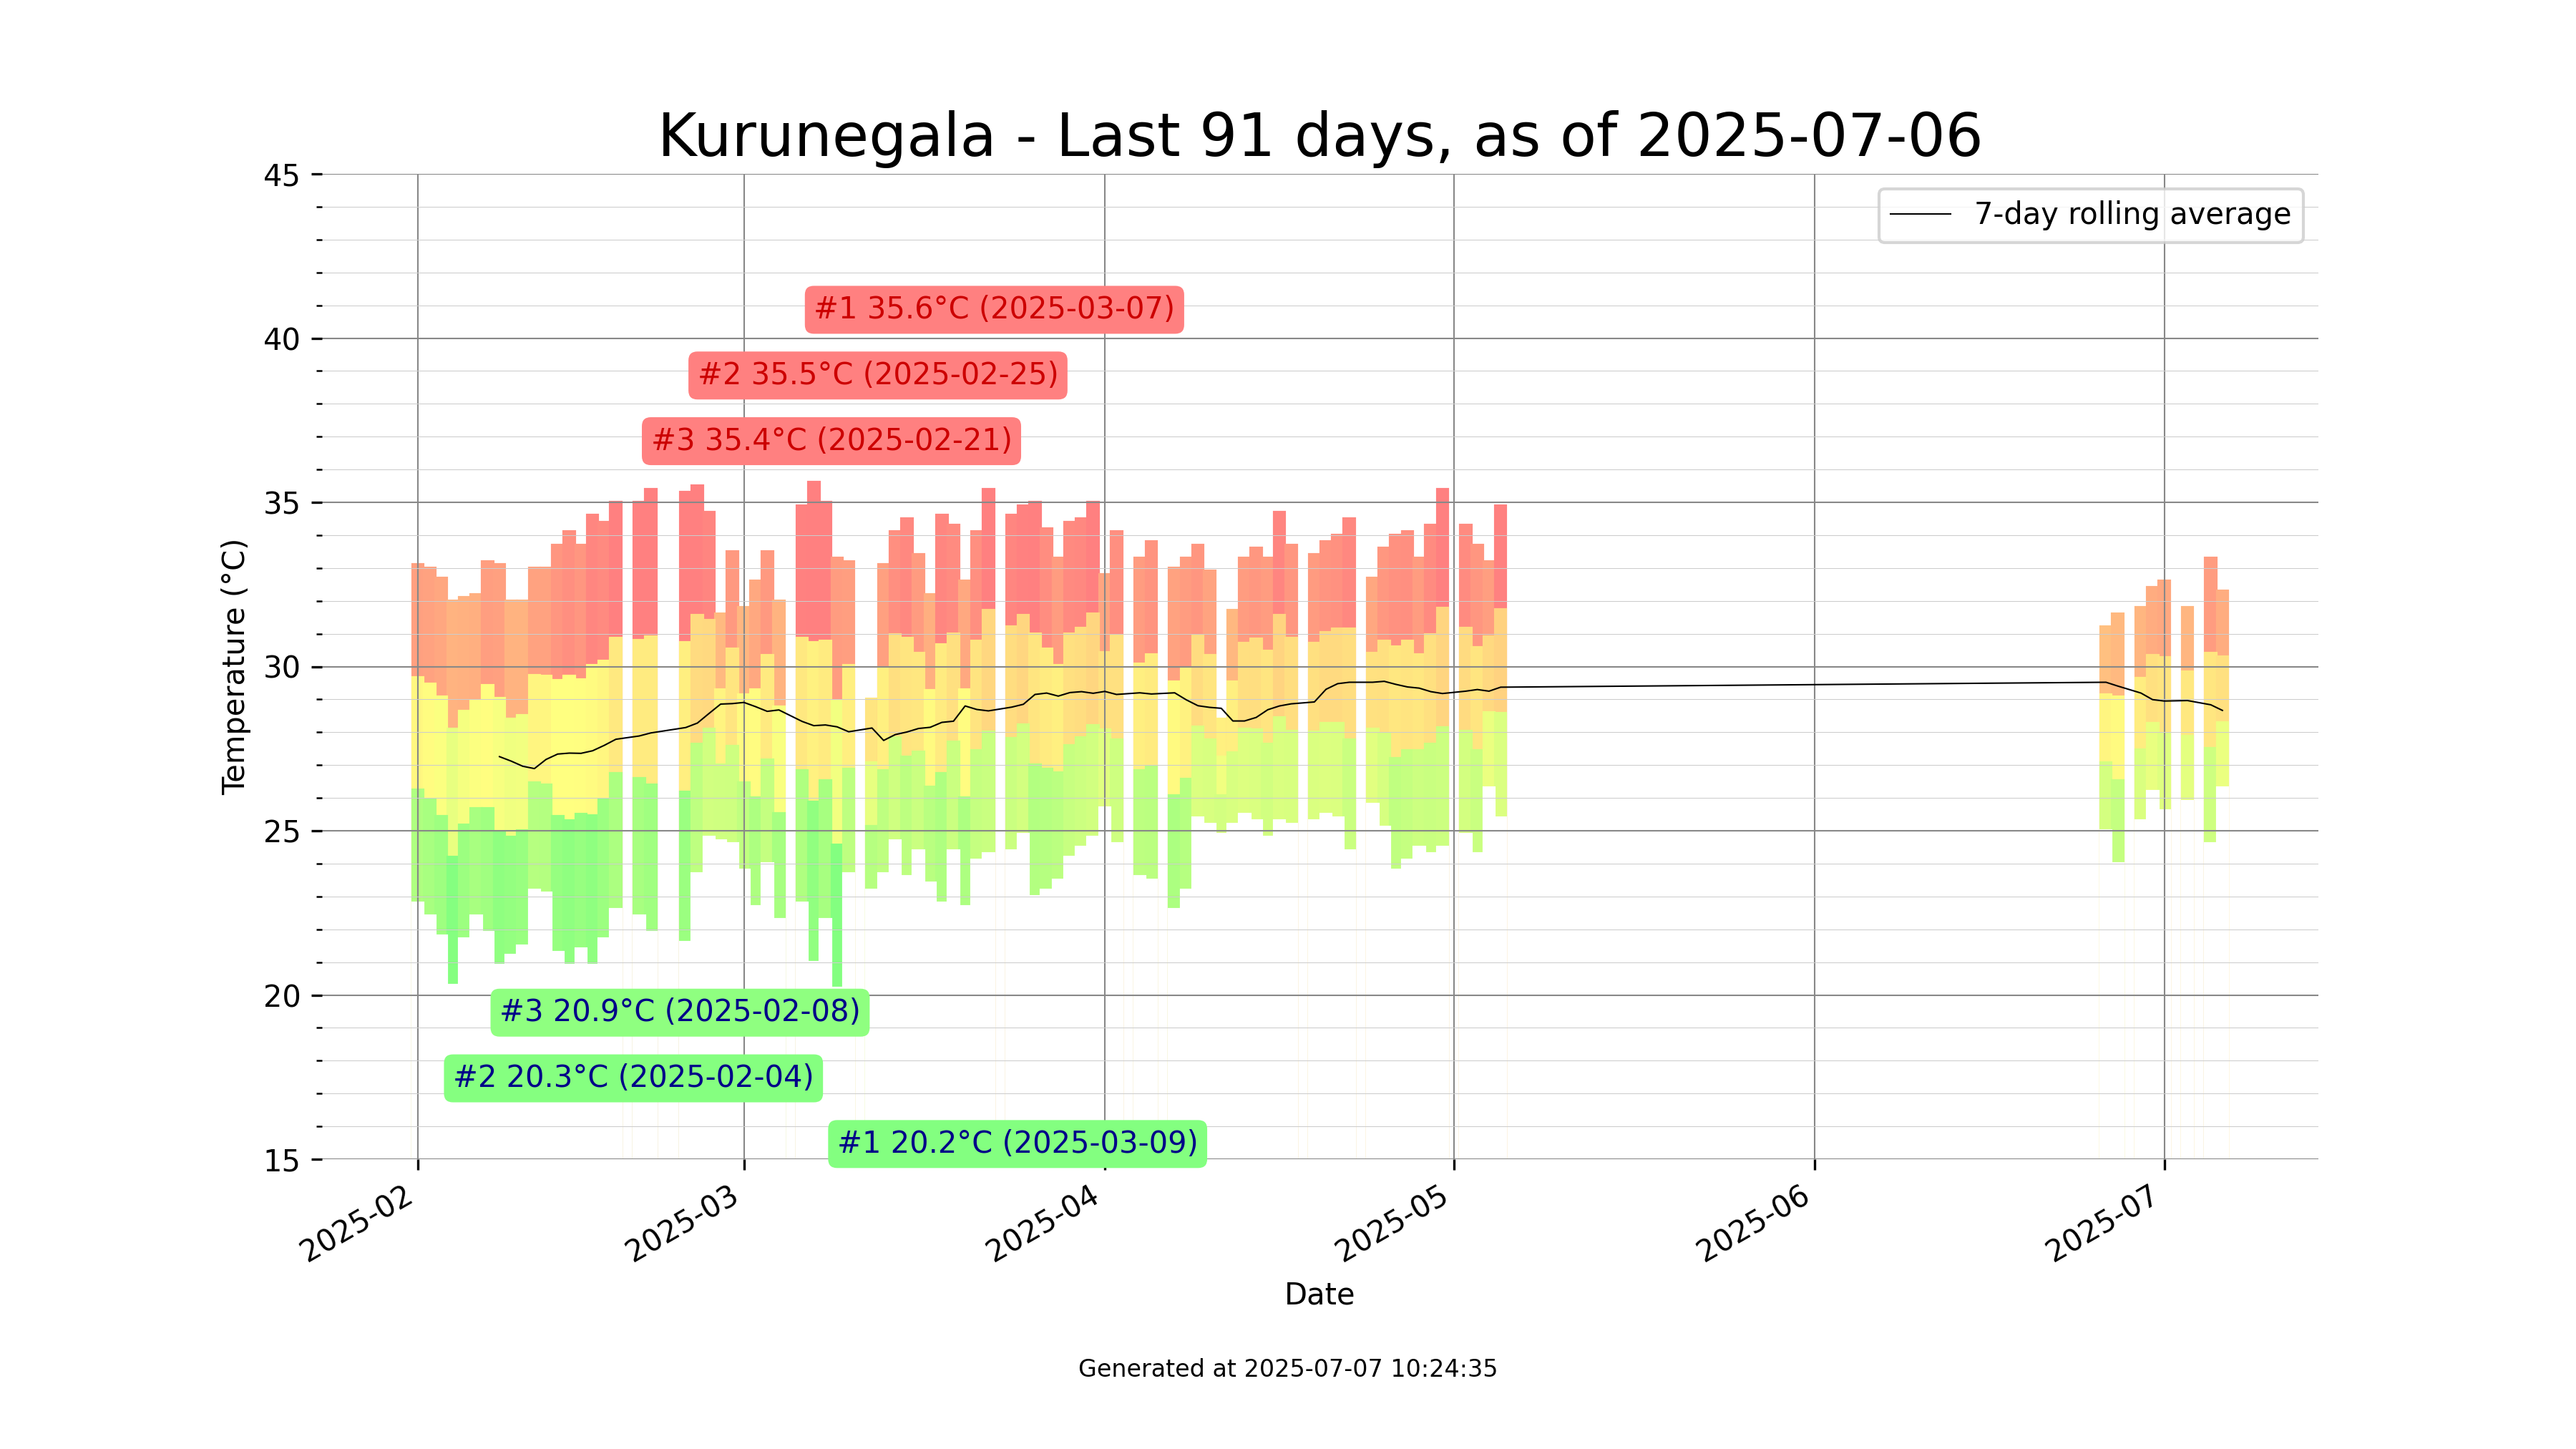 Kurunegala - Last 91 days, as of 2025-07-06
45
7-day rolling average
#1 35.6°C (2025-03-07)
40
#2 35.5°C (2025-02-25)
#3 35.4°C (2025-02-21)
35
30
Temperature (°C)
25
20
#3 20.9°C (2025-02-08)
#2 20.3°C (2025-02-04)
#1 20.2°C (2025-03-09)
15
2025-02
2025-03
2025-04
2025-05
2025-06
2025-07
Date
Generated at 2025-07-07 10:24:35